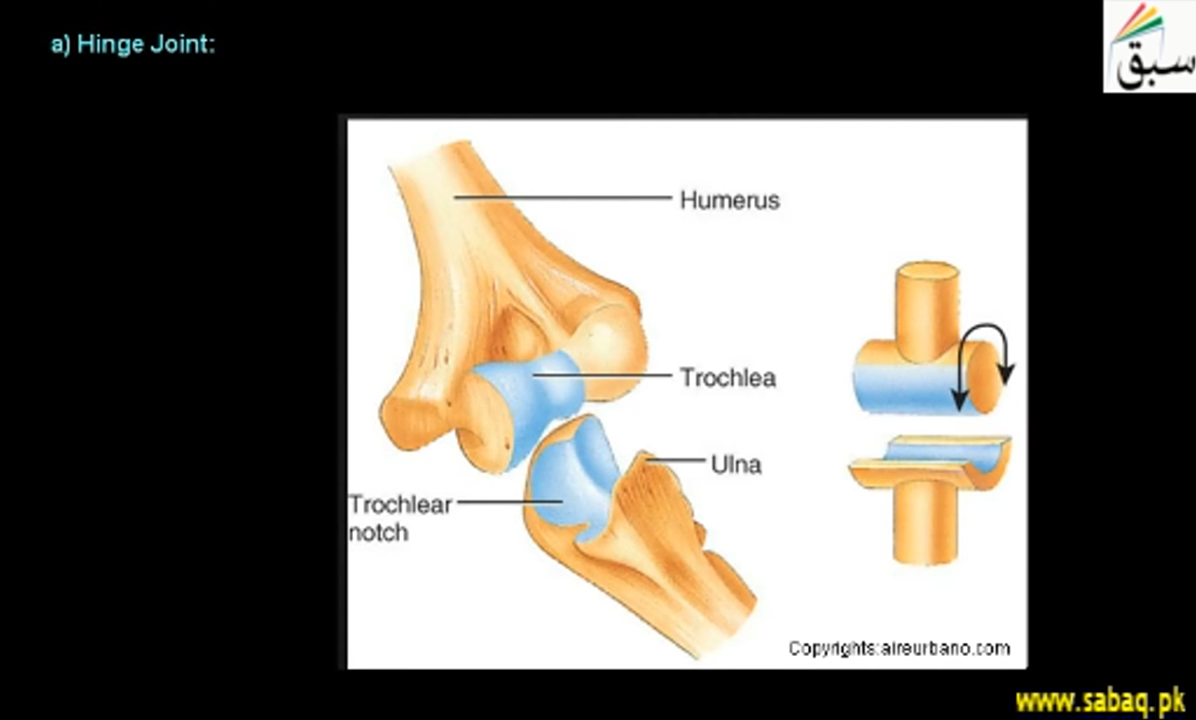 a) Hinge Joint:
سبق
Humerus
Trochlea
Ulna
Trochlear
notch
Copyrights:aireurbano.com
www.sabaq.pk